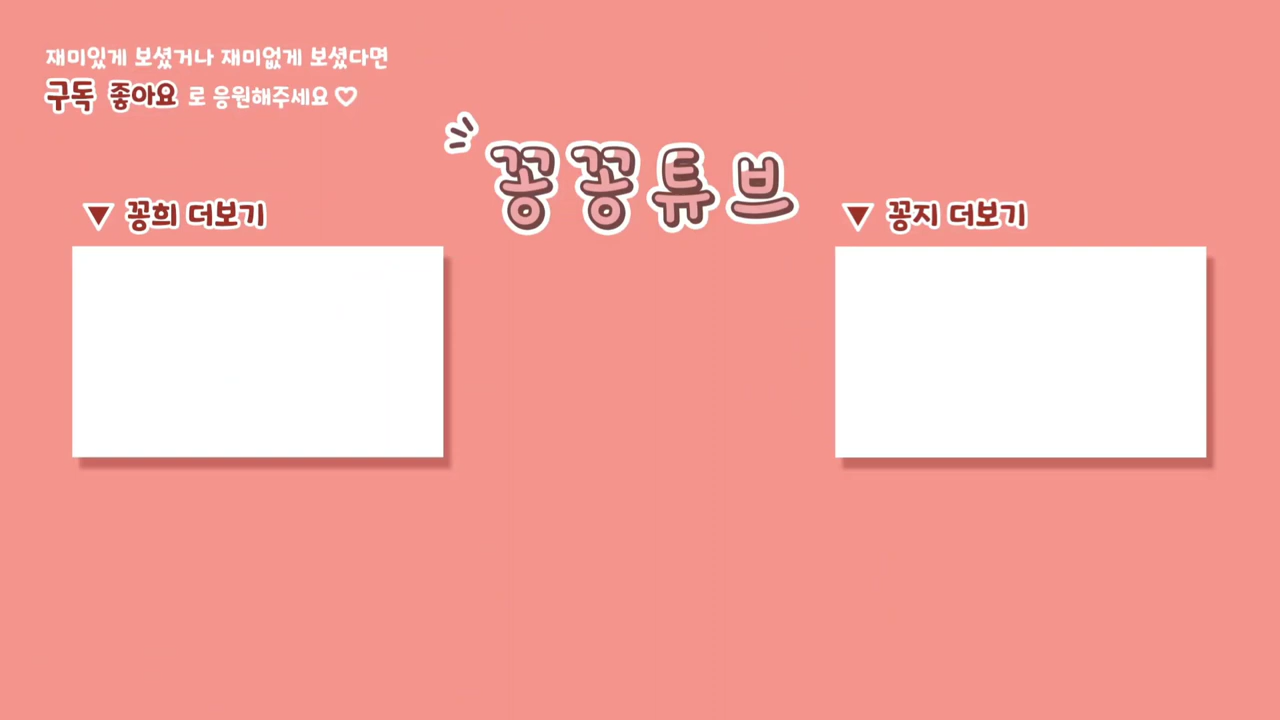 재미있게 보셨거나 재미없게 보셨다면
구독 좋아요 로 응원해주세요 ♡
꽁꽁튜브
▼ 꽁희 더보기
▼ 꽁지 더보기